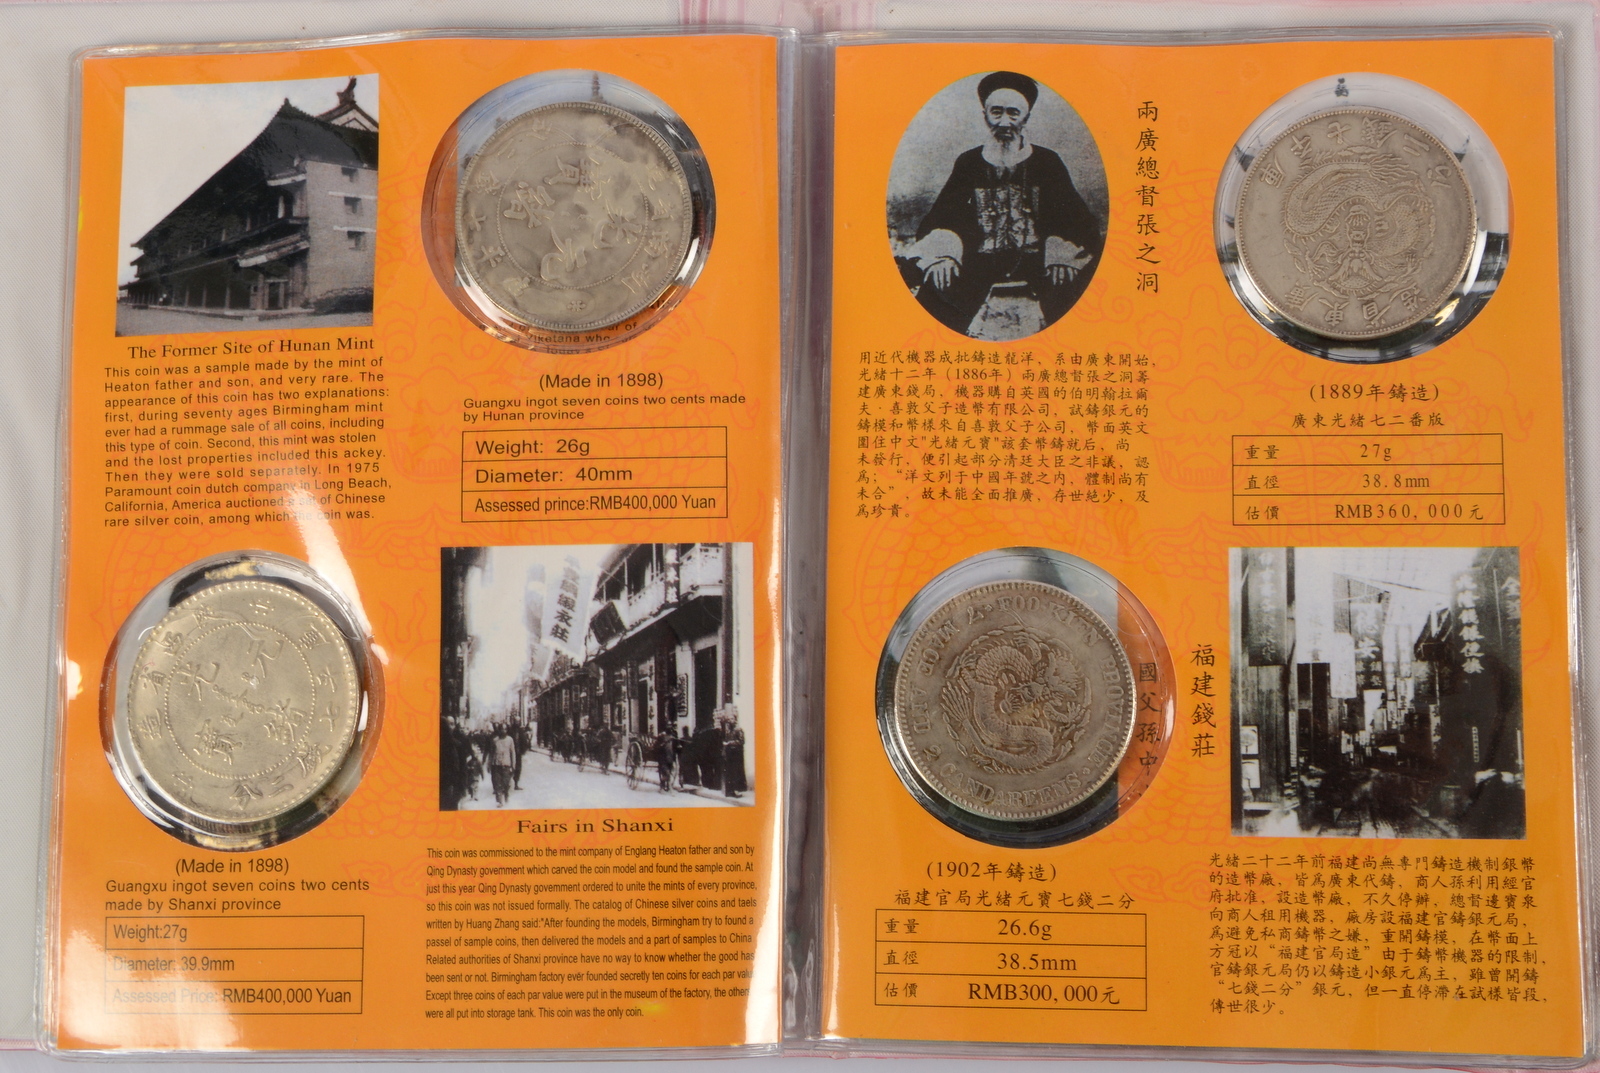 The Former Site of Hunan Mint
This coin was a sample made by the mint of
Heaton father and son, and very rare. The
appearance of this coin has two explanations:
first, during seventy ages Birmingham mint
ever had a rummage sale of all coins, including
this type of coin. Second, this mint was stolen
and the lost properties included this ackey.
Then they were sold separately. In 1975
Paramount coin dutch company in Long Beach,
California, America auctioned a set of Chinese
rare silver coin, among which the coin was.
(Made in 1898)
Guangxu ingot seven coins two cents made
by Hunan province
Weight: 26g
Diameter: 40mm
Assessed prince:RMB400,000 Yuan
(Made in 1898)
Guangxu ingot seven coins two cents
made by Shanxi province
Weight:27g
Diameter: 39.9mm
Assessed Price:RMB400,000 Yuan
Fairs in Shanxi
This coin was commissioned to the mint company of Englang Heaton father and son by
Qing Dynasty government which carved the coin model and found the sample coin. At
just this year Qing Dynasty government ordered to unite the mints of every province,
so this coin was not issued formally. The catalog of Chinese silver coins and taels
written by Huang Zhang said:"After founding the models, Birmingham try to found a
passel of sample coins, then delivered the models and a part of samples to China.
Related authorities of Shanxi province have no way to know whether the good has
been sent or not. Birmingham factory ever founded secretly ten coins for each par value
Except three coins of each par value were put in the museum of the factory, the other
were all put into storage tank. This coin was the only coin.
兩廣總督張之洞
用近代機器成批鑄造龍洋，系由廣東開始，
光緒十二年（1886年）兩廣總督張之洞籌
建廣東錢局，機器購自英國的伯明翰拉爾
夫·喜敦父子造幣有限公司，試鑄銀元的
鑄模和幣樣來自喜敦父子公司，幣面英文
圍住中文"光緒元寶"該套幣鑄就后，尚
未發行，便引起部分清廷大臣之非議，認
爲；"洋文列于中國年號之内，體制尚有
未合"，故未能全面推廣，存世絶少，及
爲珍貴。
(1889年鑄造)
廣東光緒七二番版
重量 27g
直徑 38.8mm
估價 RMB360,000元
FOO-KIEN PROVINCE
7 MACE AND 2 CANDAREENS
國父孫中
福建錢莊
(1902年鑄造)
福建官局光緒元寶七錢二分
重量 26.6g
直徑 38.5mm
估價 RMB300,000元
光緒二十二年前福建尚無專門鑄造機制銀幣
的造幣廠，皆爲廣東代鑄，商人孫利用經官
府批准，設造幣廠，不久停辦，總督邊寶泉
向商人租用機器，廠房設福建官鑄銀元局，
爲避免私商鑄幣之嫌，重開鑄模，在幣面上
方冠以"福建官局造"由于鑄幣機器的限制，
官鑄銀元局仍以鑄造小銀元爲主，雖曾開鑄
"七錢二分"銀元，但一直停滯在試樣皆段，
傳世很少。